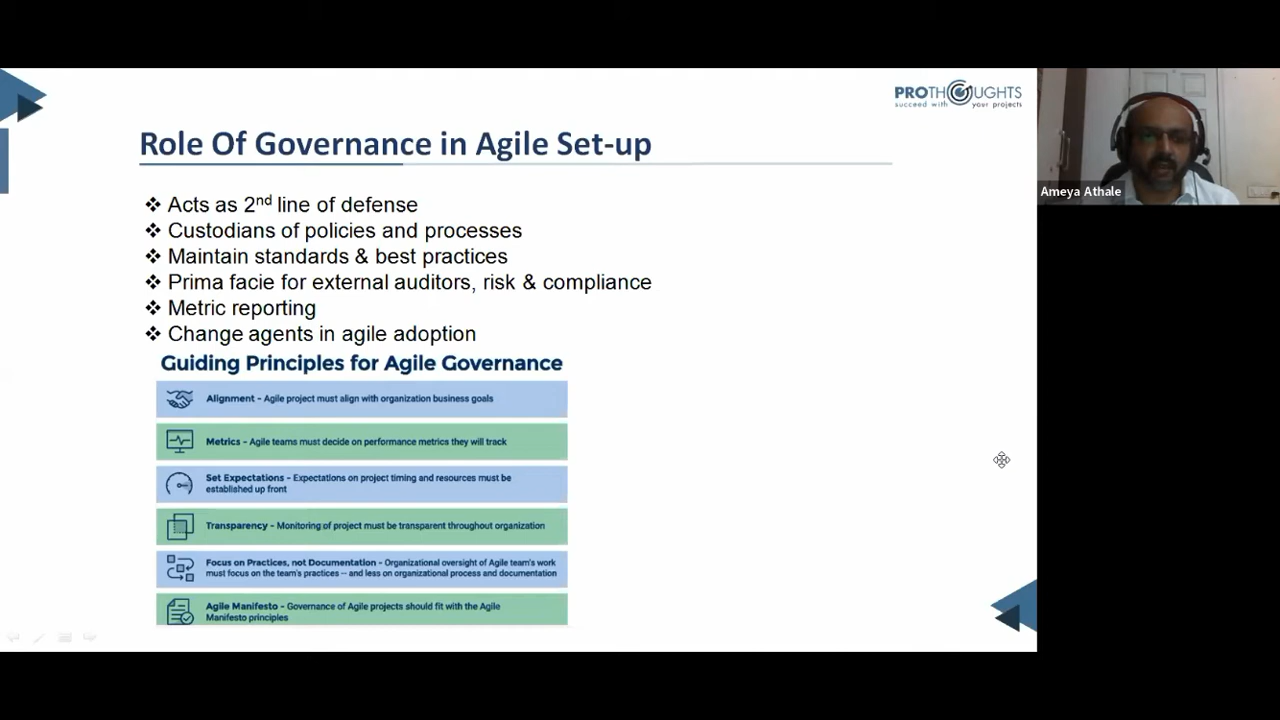 PROTHOUGHTS
succeed with your projects
Role Of Governance in Agile Set-up
Ameya Athale
❖ Acts as 2nd line of defense
❖ Custodians of policies and processes
❖ Maintain standards & best practices
❖ Prima facie for external auditors, risk & compliance
❖ Metric reporting
❖ Change agents in agile adoption
Guiding Principles for Agile Governance
Alignment – Agile project must align with organization business goals
Metrics – Agile teams must decide on performance metrics they will track
Set Expectations – Expectations on project timing and resources must be
established up front
Transparency – Monitoring of project must be transparent throughout organization
Focus on Practices, not Documentation – Organizational oversight of Agile team's work
must focus on the team's practices -- and less on organizational process and documentation
Agile Manifesto – Governance of Agile projects should fit with the Agile
Manifesto principles